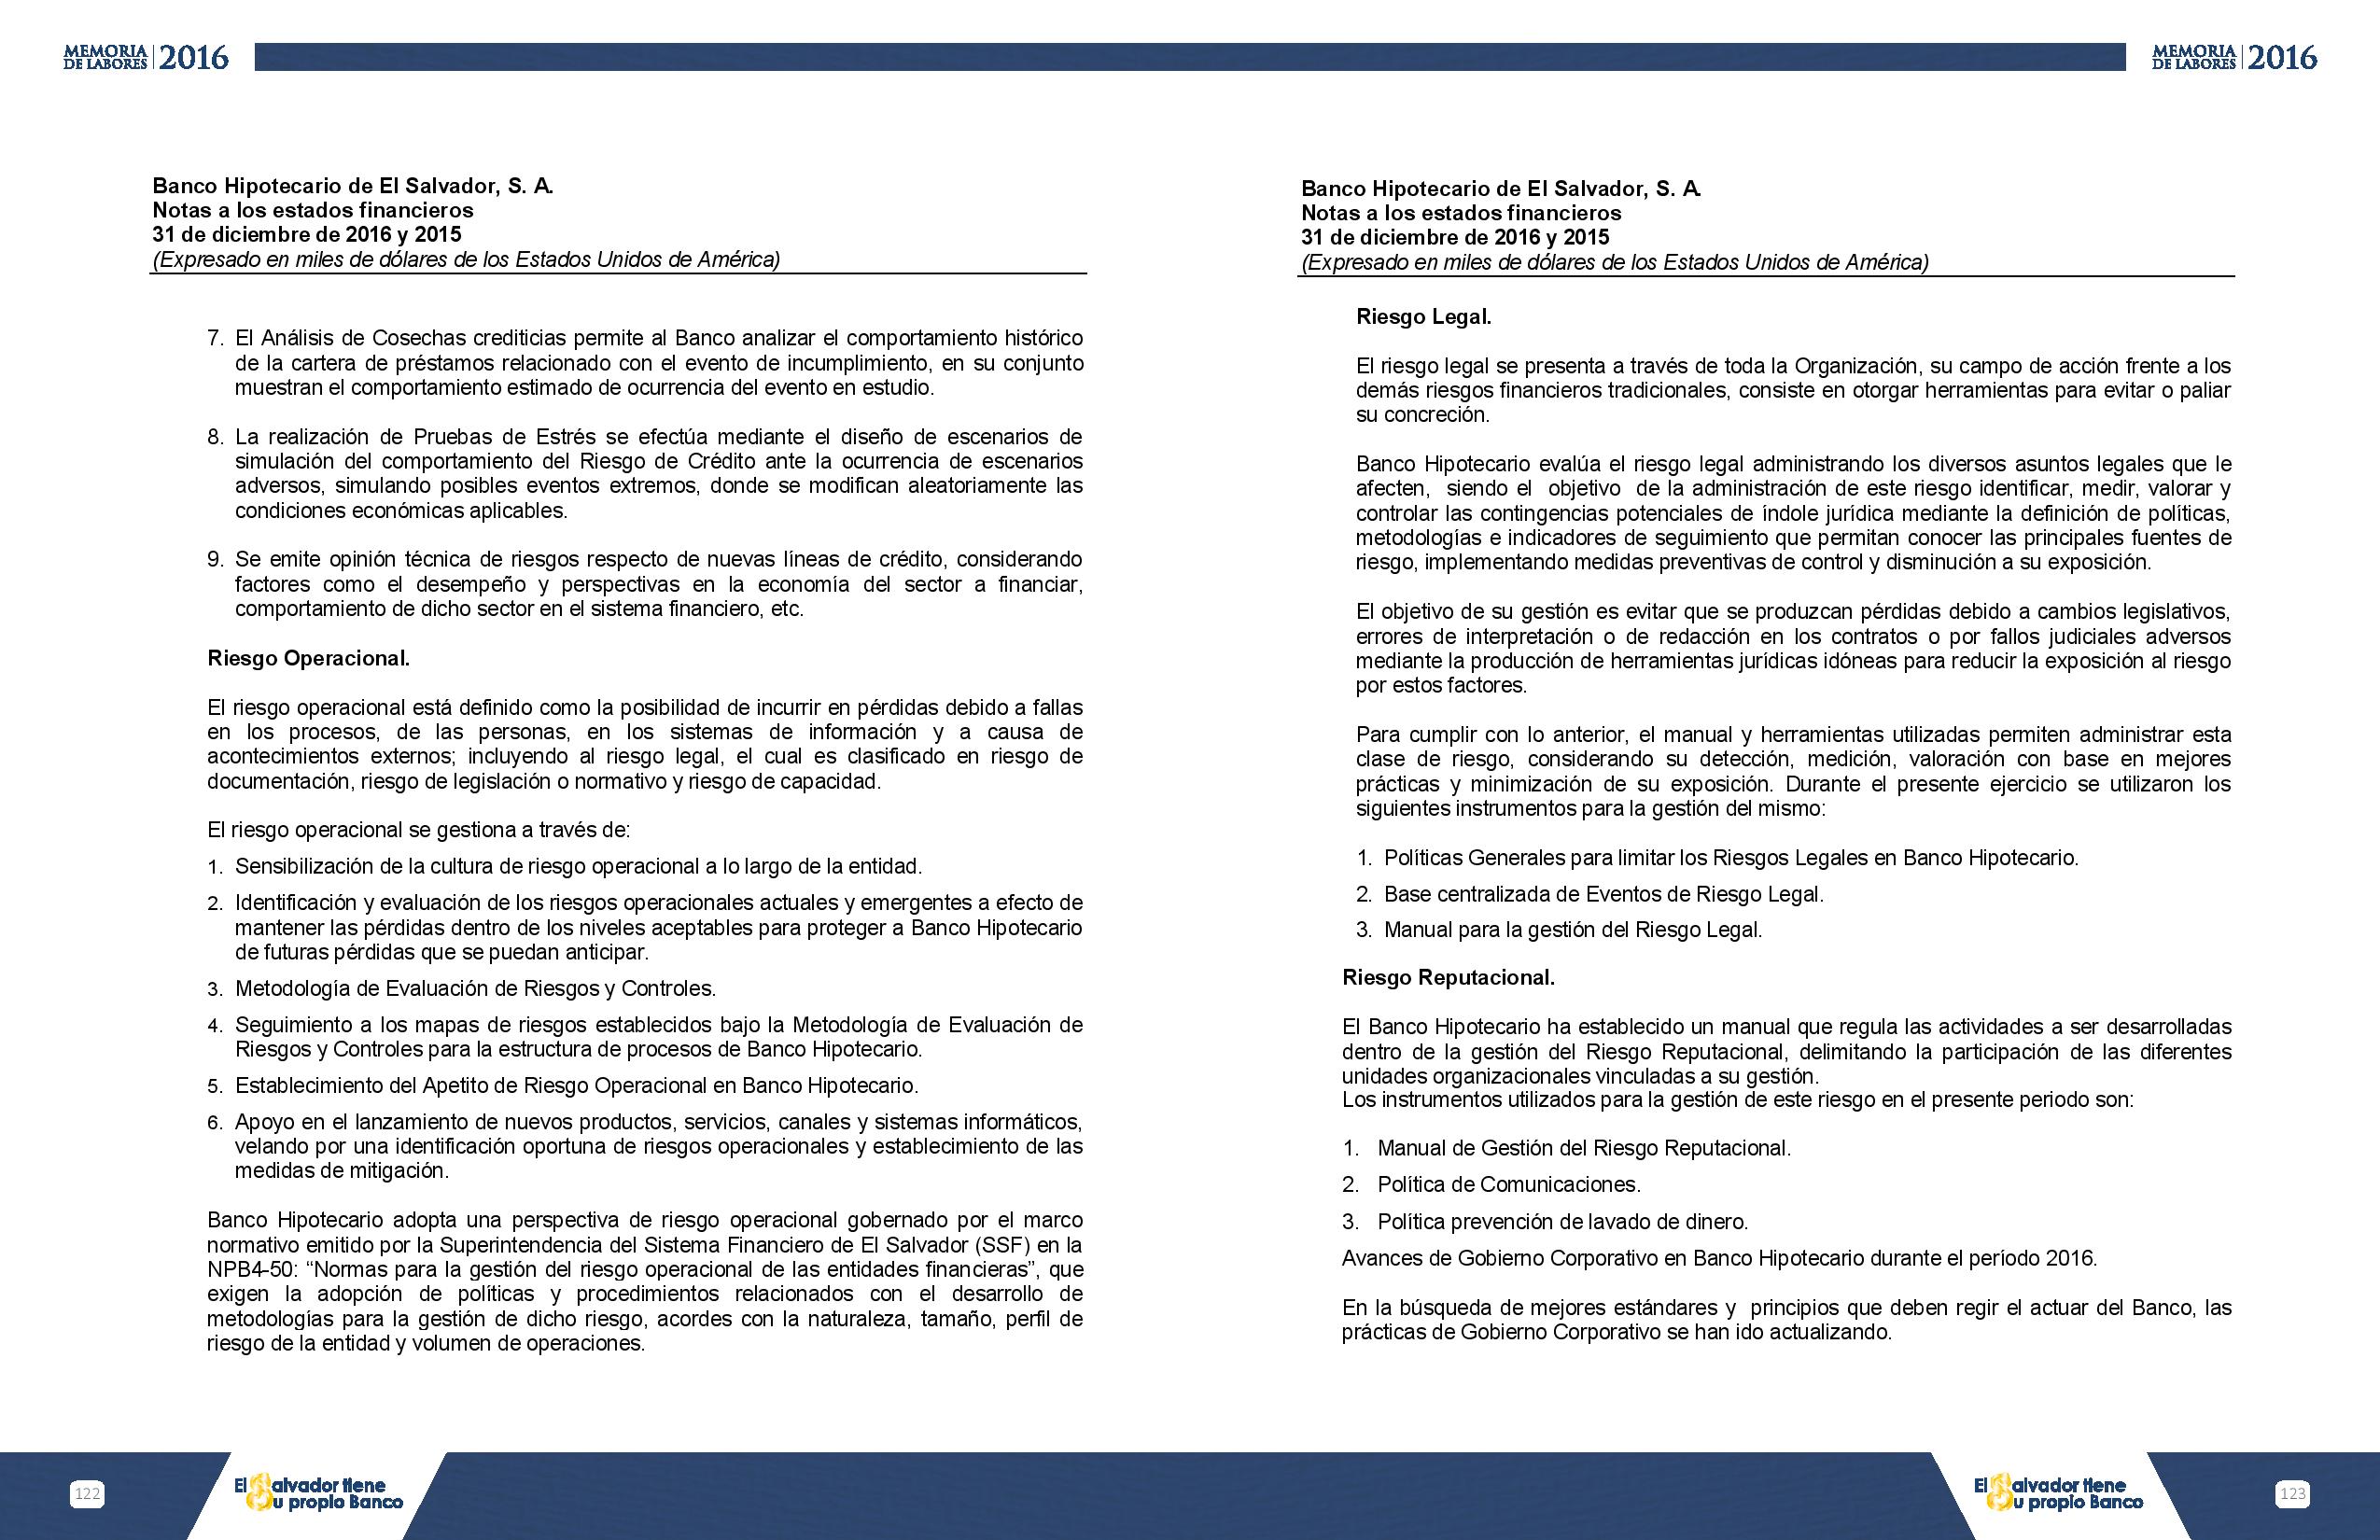 MEMORIA
DE LABORES 2016
MEMORIA
DE LABORES 2016
Banco Hipotecario de El Salvador, S. A.
Notas a los estados financieros
31 de diciembre de 2016 y 2015
(Expresado en miles de dólares de los Estados Unidos de América)
7. El Análisis de Cosechas crediticias permite al Banco analizar el comportamiento histórico
de la cartera de préstamos relacionado con el evento de incumplimiento, en su conjunto
muestran el comportamiento estimado de ocurrencia del evento en estudio.
8. La realización de Pruebas de Estrés se efectúa mediante el diseño de escenarios de
simulación del comportamiento del Riesgo de Crédito ante la ocurrencia de escenarios
adversos, simulando posibles eventos extremos, donde se modifican aleatoriamente las
condiciones económicas aplicables.
9. Se emite opinión técnica de riesgos respecto de nuevas líneas de crédito, considerando
factores como el desempeño y perspectivas en la economía del sector a financiar,
comportamiento de dicho sector en el sistema financiero, etc.
Riesgo Operacional.
El riesgo operacional está definido como la posibilidad de incurrir en pérdidas debido a fallas
en los procesos, de las personas, en los sistemas de información y a causa de
acontecimientos externos; incluyendo al riesgo legal, el cual es clasificado en riesgo de
documentación, riesgo de legislación o normativo y riesgo de capacidad.
El riesgo operacional se gestiona a través de:
1. Sensibilización de la cultura de riesgo operacional a lo largo de la entidad.
2. Identificación y evaluación de los riesgos operacionales actuales y emergentes a efecto de
mantener las pérdidas dentro de los niveles aceptables para proteger a Banco Hipotecario
de futuras pérdidas que se puedan anticipar.
3. Metodología de Evaluación de Riesgos y Controles.
4. Seguimiento a los mapas de riesgos establecidos bajo la Metodología de Evaluación de
Riesgos y Controles para la estructura de procesos de Banco Hipotecario.
5. Establecimiento del Apetito de Riesgo Operacional en Banco Hipotecario.
6. Apoyo en el lanzamiento de nuevos productos, servicios, canales y sistemas informáticos,
velando por una identificación oportuna de riesgos operacionales y establecimiento de las
medidas de mitigación.
Banco Hipotecario adopta una perspectiva de riesgo operacional gobernado por el marco
normativo emitido por la Superintendencia del Sistema Financiero de El Salvador (SSF) en la
NPB4-50: “Normas para la gestión del riesgo operacional de las entidades financieras”, que
exigen la adopción de políticas y procedimientos relacionados con el desarrollo de
metodologías para la gestión de dicho riesgo, acordes con la naturaleza, tamaño, perfil de
riesgo de la entidad y volumen de operaciones.
122
El Salvador tiene
Su propio Banco
Banco Hipotecario de El Salvador, S. A.
Notas a los estados financieros
31 de diciembre de 2016 y 2015
(Expresado en miles de dólares de los Estados Unidos de América)
Riesgo Legal.
El riesgo legal se presenta a través de toda la Organización, su campo de acción frente a los
demás riesgos financieros tradicionales, consiste en otorgar herramientas para evitar o paliar
su concreción.
Banco Hipotecario evalúa el riesgo legal administrando los diversos asuntos legales que le
afecten, siendo el objetivo de la administración de este riesgo identificar, medir, valorar y
controlar las contingencias potenciales de índole jurídica mediante la definición de políticas,
metodologías e indicadores de seguimiento que permitan conocer las principales fuentes de
riesgo, implementando medidas preventivas de control y disminución a su exposición.
El objetivo de su gestión es evitar que se produzcan pérdidas debido a cambios legislativos,
errores de interpretación o de redacción en los contratos o por fallos judiciales adversos
mediante la producción de herramientas jurídicas idóneas para reducir la exposición al riesgo
por estos factores.
Para cumplir con lo anterior, el manual y herramientas utilizadas permiten administrar esta
clase de riesgo, considerando su detección, medición, valoración con base en mejores
prácticas y minimización de su exposición. Durante el presente ejercicio se utilizaron los
siguientes instrumentos para la gestión del mismo:
1. Políticas Generales para limitar los Riesgos Legales en Banco Hipotecario.
2. Base centralizada de Eventos de Riesgo Legal.
3. Manual para la gestión del Riesgo Legal.
Riesgo Reputacional.
El Banco Hipotecario ha establecido un manual que regula las actividades a ser desarrolladas
dentro de la gestión del Riesgo Reputacional, delimitando la participación de las diferentes
unidades organizacionales vinculadas a su gestión.
Los instrumentos utilizados para la gestión de este riesgo en el presente periodo son:
1. Manual de Gestión del Riesgo Reputacional.
2. Política de Comunicaciones.
3. Política prevención de lavado de dinero.
Avances de Gobierno Corporativo en Banco Hipotecario durante el período 2016.
En la búsqueda de mejores estándares y principios que deben regir el actuar del Banco, las
prácticas de Gobierno Corporativo se han ido actualizando.
El Salvador tiene
Su propio Banco
123